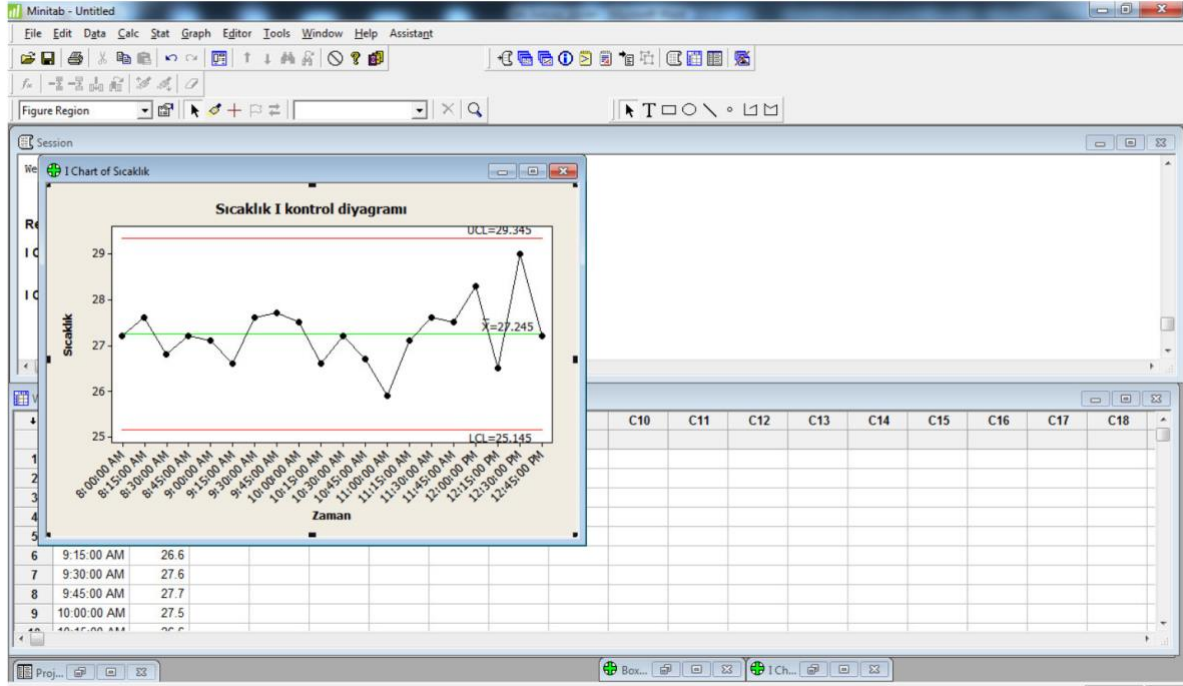 Minitab - Untitled
File Edit Data Calc Stat Graph Editor Tools Window Help Assistant
Figure Region
Session
We
I Chart of Sıcaklık
Re
I C
I C
Sıcaklık I kontrol diyagramı
UCL=29.345
29
28
X=27.245
27
26
25
LCL=25.145
Sıcaklık
8:00:00 AM
8:15:00 AM
8:30:00 AM
8:45:00 AM
9:00:00 AM
9:15:00 AM
9:30:00 AM
9:45:00 AM
10:00:00 AM
10:15:00 AM
10:30:00 AM
10:45:00 AM
11:00:00 AM
11:15:00 AM
11:30:00 AM
11:45:00 AM
12:00:00 PM
12:15:00 PM
12:30:00 PM
12:45:00 PM
Zaman
W
C10 C11 C12 C13 C14 C15 C16 C17 C18
1
2
3
4
5
6 9:15:00 AM 26.6
7 9:30:00 AM 27.6
8 9:45:00 AM 27.7
9 10:00:00 AM 27.5
Proj... Box... I Ch...